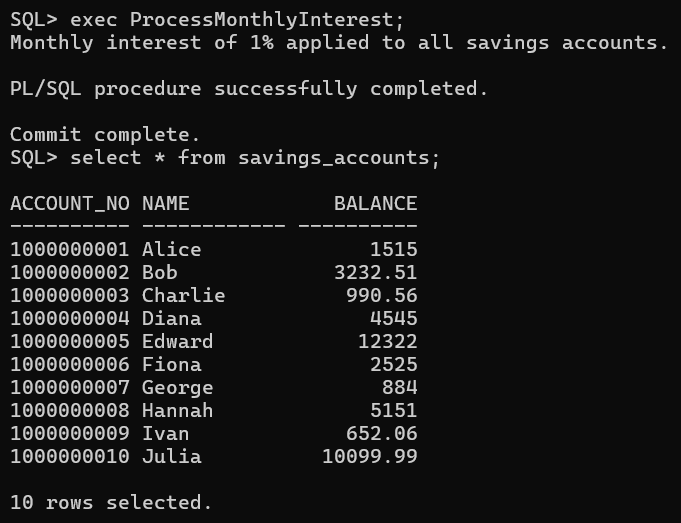 SQL> exec ProcessMonthlyInterest;
Monthly interest of 1% applied to all savings accounts.
PL/SQL procedure successfully completed.
Commit complete.
SQL> select * from savings_accounts;
ACCOUNT_NO NAME            BALANCE
---------- ------------ ----------
1000000001 Alice              1515
1000000002 Bob             3232.51
1000000003 Charlie          990.56
1000000004 Diana              4545
1000000005 Edward            12322
1000000006 Fiona              2525
1000000007 George              884
1000000008 Hannah             5151
1000000009 Ivan             652.06
1000000010 Julia          10099.99
10 rows selected.